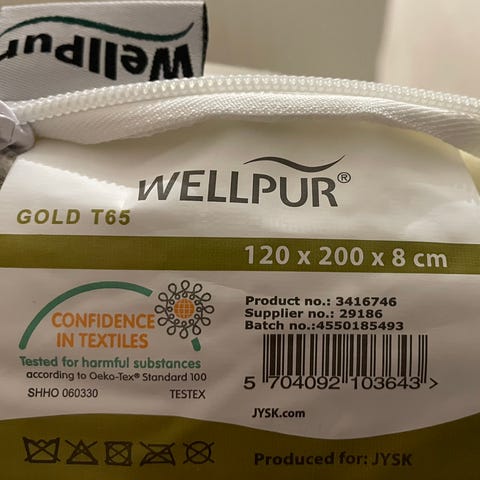 WellPur
WELLPUR®
GOLD T65
120 x 200 x 8 cm
Product no.: 3416746
Supplier no.: 29186
Batch no.:4550185493
CONFIDENCE
IN TEXTILES
Tested for harmful substances
according to Oeko-Tex® Standard 100
SHHO 060330 TESTEX
5 704092 103643 >
JYSK.com
Produced for: JYSK